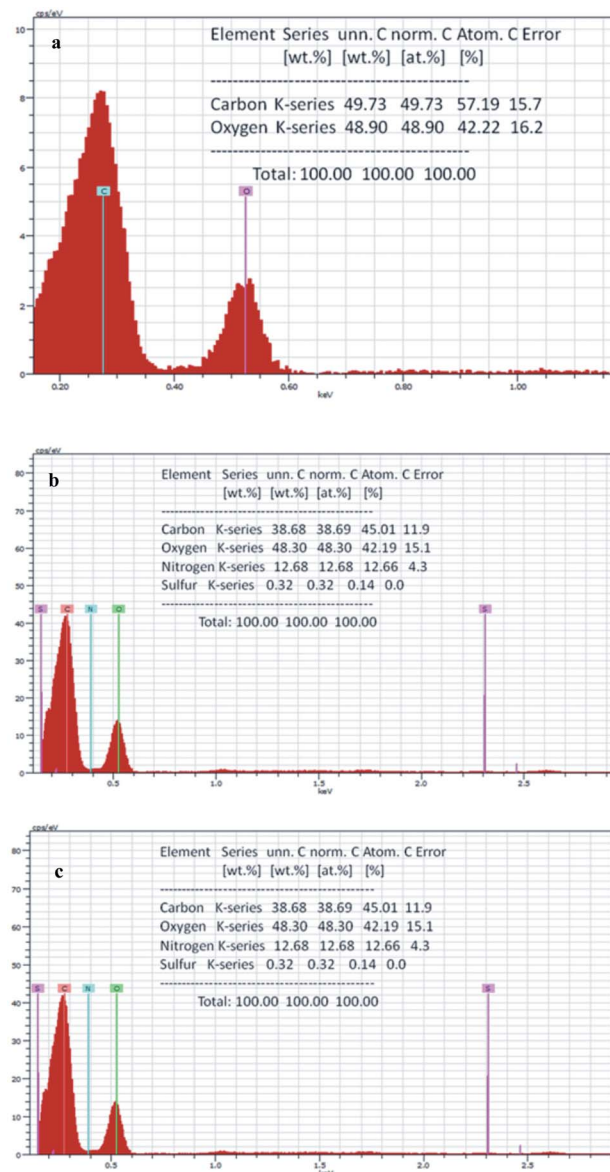 cps/eV
a
Element Series unn. C norm. C Atom. C Error
[wt.%] [wt.%] [at.%] [%]
------------------------------------------
Carbon K-series 49.73 49.73 57.19 15.7
Oxygen K-series 48.90 48.90 42.22 16.2
------------------------------------------
Total: 100.00 100.00 100.00
10
8
6
4
2
0
C
O
0.20 0.40 0.60 0.80 1.00
keV
cps/eV
b
Element Series unn. C norm. C Atom. C Error
[wt.%] [wt.%] [at.%] [%]
------------------------------------------
Carbon K-series 38.68 38.69 45.01 11.9
Oxygen K-series 48.30 48.30 42.19 15.1
Nitrogen K-series 12.68 12.68 12.66 4.3
Sulfur K-series 0.32 0.32 0.14 0.0
------------------------------------------
Total: 100.00 100.00 100.00
80
70
60
50
40
30
20
10
0
S C N O S
0.5 1.0 1.5 2.0 2.5
keV
cps/eV
c
Element Series unn. C norm. C Atom. C Error
[wt.%] [wt.%] [at.%] [%]
------------------------------------------
Carbon K-series 38.68 38.69 45.01 11.9
Oxygen K-series 48.30 48.30 42.19 15.1
Nitrogen K-series 12.68 12.68 12.66 4.3
Sulfur K-series 0.32 0.32 0.14 0.0
------------------------------------------
Total: 100.00 100.00 100.00
80
70
60
50
40
30
20
10
0
S C N O S
0.5 1.0 1.5 2.0 2.5
keV